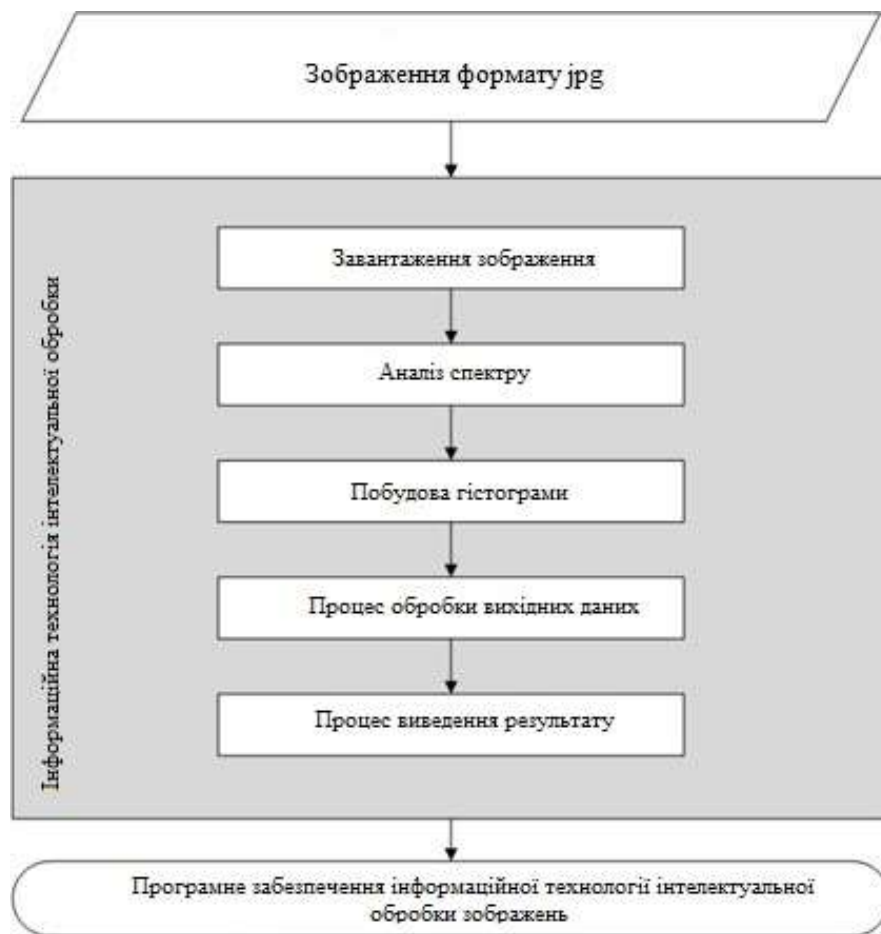 Зображення формату jpg
Інформаційна технологія інтелектуальної обробки
Завантаження зображення
Аналіз спектру
Побудова гістограми
Процес обробки вихідних даних
Процес виведення результату
Програмне забезпечення інформаційної технології інтелектуальної
обробки зображень